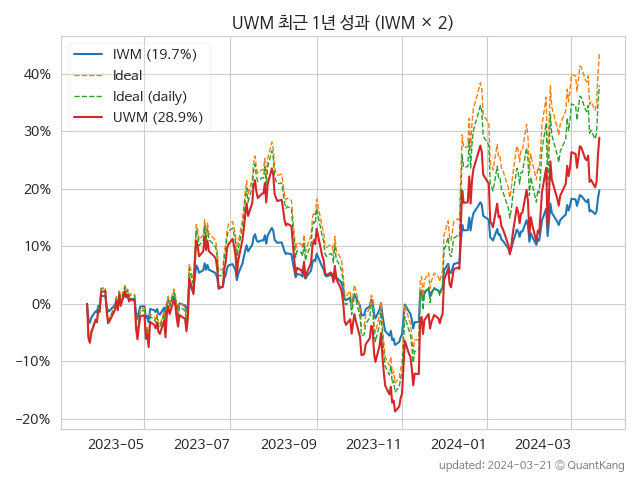 UWM 최근 1년 성과 (IWM × 2)
IWM (19.7%)
Ideal
Ideal (daily)
UWM (28.9%)
40%
30%
20%
10%
0%
−10%
−20%
2023−05
2023−07
2023−09
2023−11
2024−01
2024−03
updated: 2024−03−21 © QuantKang